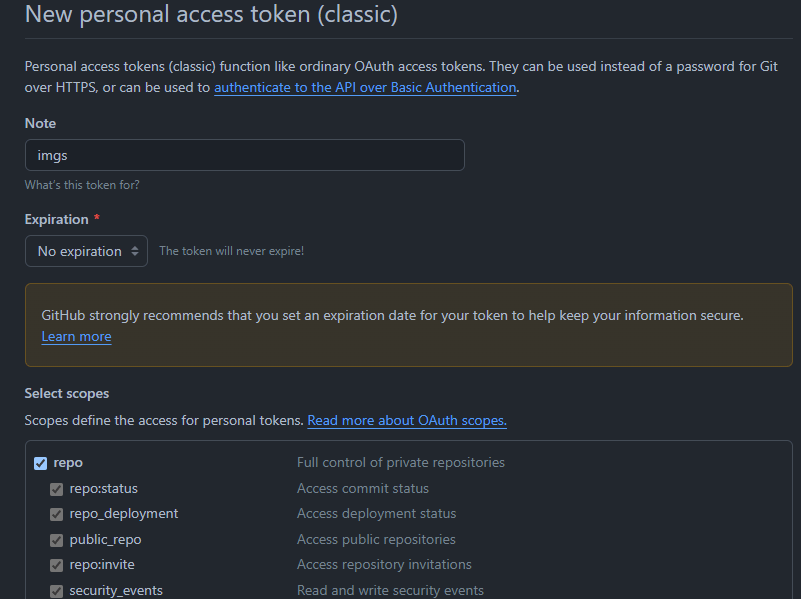 New personal access token (classic)
Personal access tokens (classic) function like ordinary OAuth access tokens. They can be used instead of a password for Git
over HTTPS, or can be used to authenticate to the API over Basic Authentication.
Note
imgs
What's this token for?
Expiration *
No expiration The token will never expire!
GitHub strongly recommends that you set an expiration date for your token to help keep your information secure.
Learn more
Select scopes
Scopes define the access for personal tokens. Read more about OAuth scopes.
repo Full control of private repositories
repo:status Access commit status
repo_deployment Access deployment status
public_repo Access public repositories
repo:invite Access repository invitations
security_events Read and write security events